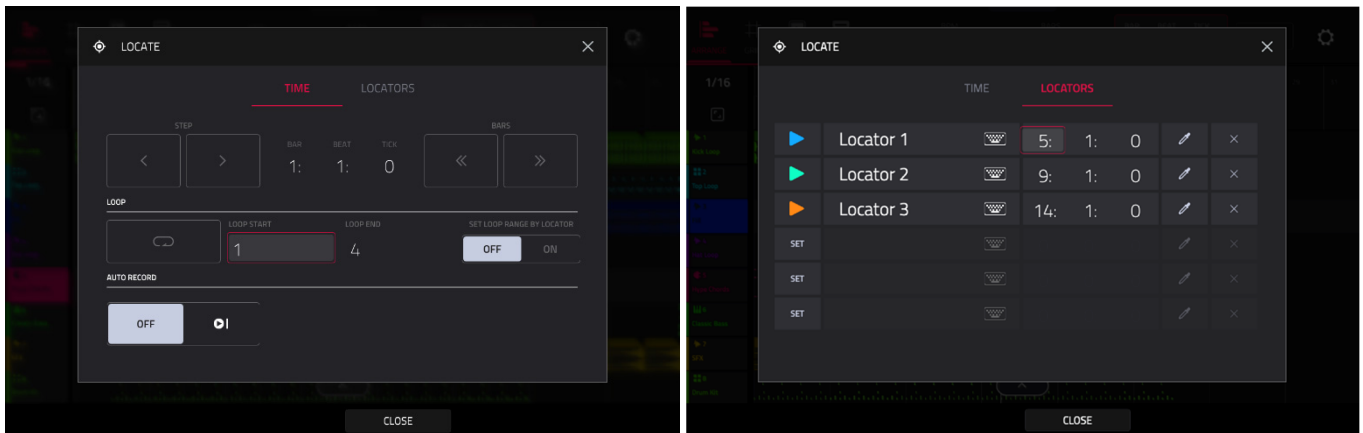 LOCATE
TIME LOCATORS
STEP BARS
BAR BEAT TICK
1: 1: 0
LOOP
LOOP START LOOP END SET LOOP RANGE BY LOCATOR
1 4 OFF ON
AUTO RECORD
OFF
CLOSE
LOCATE
1/16
TIME LOCATORS
Locator 1 5: 1: 0
Locator 2 9: 1: 0
Locator 3 14: 1: 0
SET
SET
SET
CLOSE